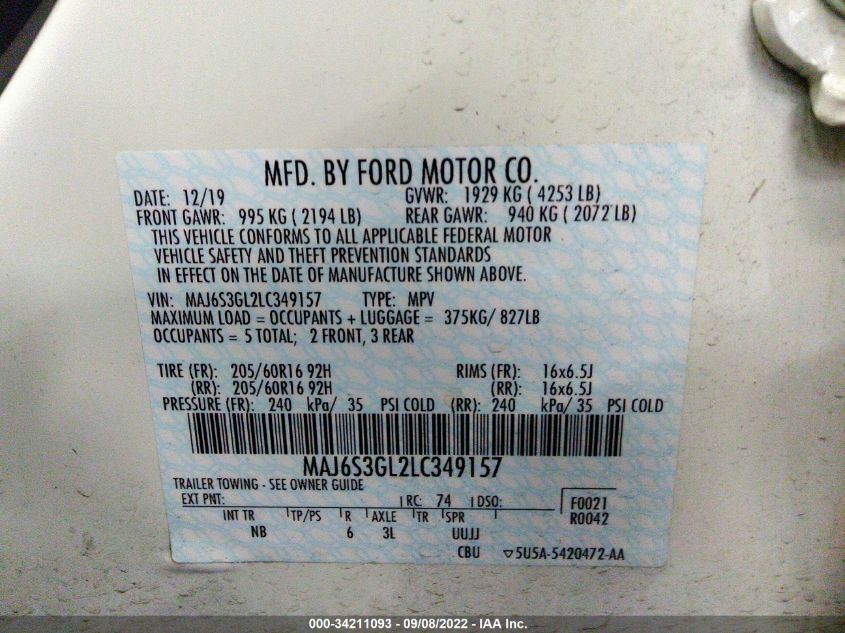 MFD. BY FORD MOTOR CO.
DATE: 12/19 GVWR: 1929 KG ( 4253 LB)
FRONT GAWR: 995 KG ( 2194 LB) REAR GAWR: 940 KG ( 2072 LB)
THIS VEHICLE CONFORMS TO ALL APPLICABLE FEDERAL MOTOR
VEHICLE SAFETY AND THEFT PREVENTION STANDARDS
IN EFFECT ON THE DATE OF MANUFACTURE SHOWN ABOVE.
VIN: MAJ6S3GL2LC349157 TYPE: MPV
MAXIMUM LOAD = OCCUPANTS + LUGGAGE = 375KG/ 827LB
OCCUPANTS = 5 TOTAL; 2 FRONT, 3 REAR
TIRE (FR): 205/60R16 92H RIMS (FR): 16x6.5J
(RR): 205/60R16 92H (RR): 16x6.5J
PRESSURE (FR): 240 kPa/ 35 PSI COLD (RR): 240 kPa/ 35 PSI COLD
MAJ6S3GL2LC349157
TRAILER TOWING - SEE OWNER GUIDE
EXT PNT: RC: 74 DSO: F0021
R0042
INT TR TP/PS R AXLE TR SPR
NB 6 3L UUJJ
CBU ▽5U5A-5420472-AA
000-34211093 - 09/08/2022 - IAA Inc.